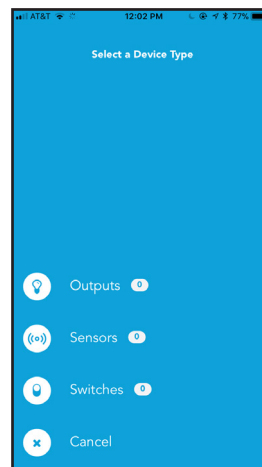 AT&T 12:02 PM 77%
Select a Device Type
Outputs 0
Sensors 0
Switches 0
Cancel